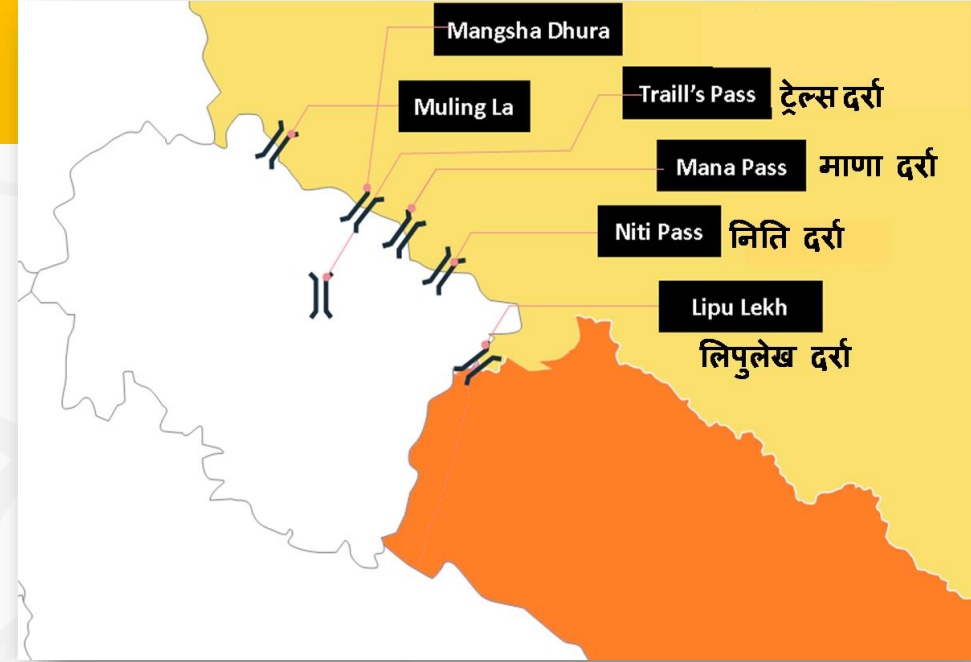 Mangsha Dhura
Muling La
Traill's Pass ट्रेल्स दर्रा
Mana Pass माणा दर्रा
Niti Pass निति दर्रा
Lipu Lekh
लिपुलेख दर्रा